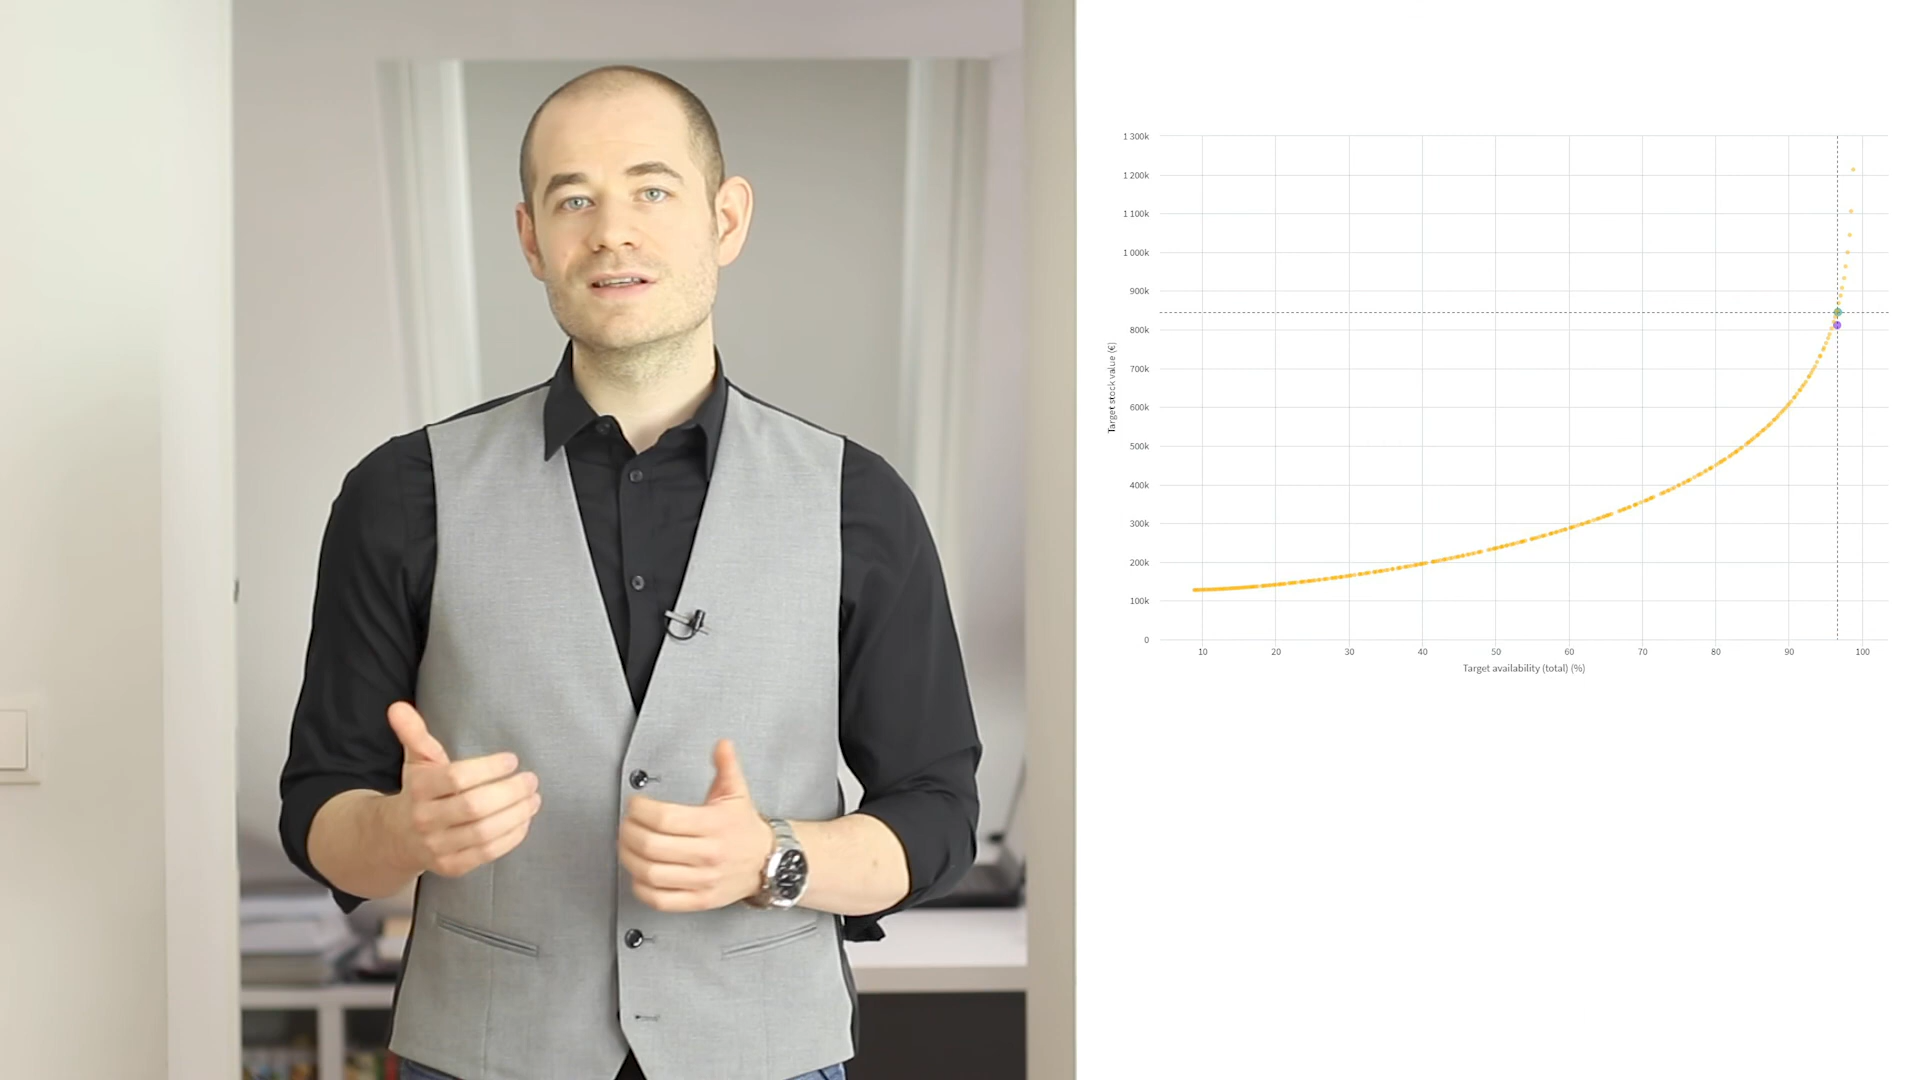 1 300k
1 200k
1 100k
1 000k
900k
800k
700k
600k
500k
400k
300k
200k
100k
0
Target stock value (€)
10 20 30 40 50 60 70 80 90 100
Target availability (total) (%)